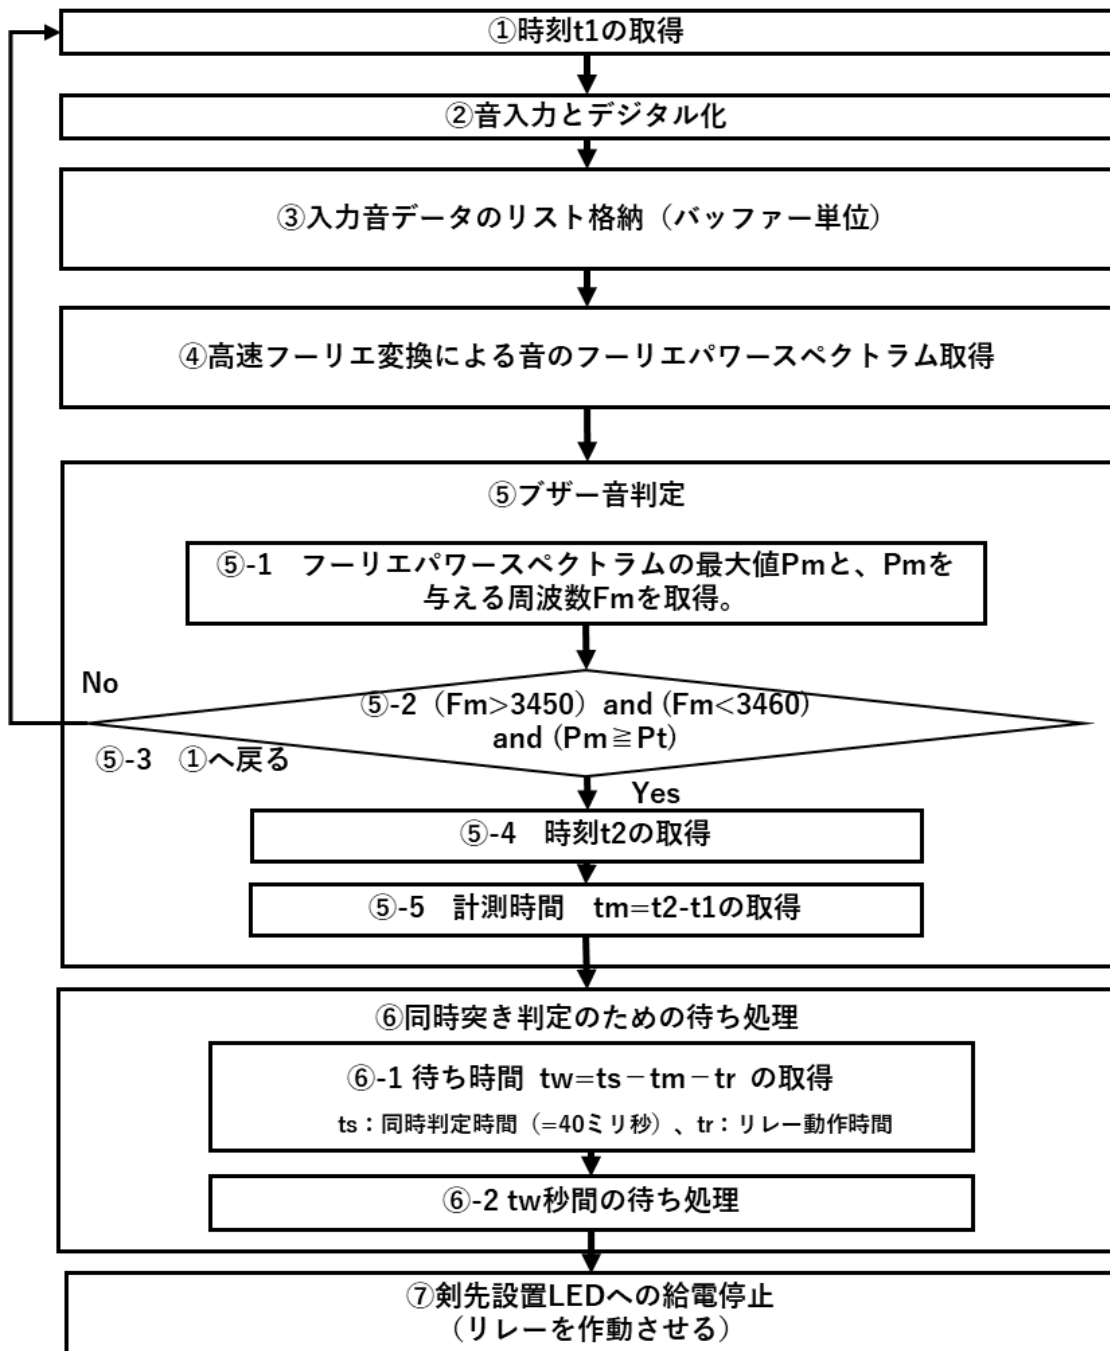 ①時刻t1の取得
②音入力とデジタル化
③入力音データのリスト格納（バッファー単位）
④高速フーリエ変換による音のフーリエパワースペクトラム取得
⑤ブザー音判定
⑤-1　フーリエパワースペクトラムの最大値Pmと、Pmを
与える周波数Fmを取得。
No
⑤-2（Fm>3450）and (Fm<3460)
and (Pm≧Pt)
⑤-3　①へ戻る
Yes
⑤-4　時刻t2の取得
⑤-5　計測時間　tm=t2-t1の取得
⑥同時突き判定のための待ち処理
⑥-1 待ち時間 tw=ts－tm－tr の取得
ts：同時判定時間（=40ミリ秒）、tr：リレー動作時間
⑥-2 tw秒間の待ち処理
⑦剣先設置LEDへの給電停止
（リレーを作動させる）